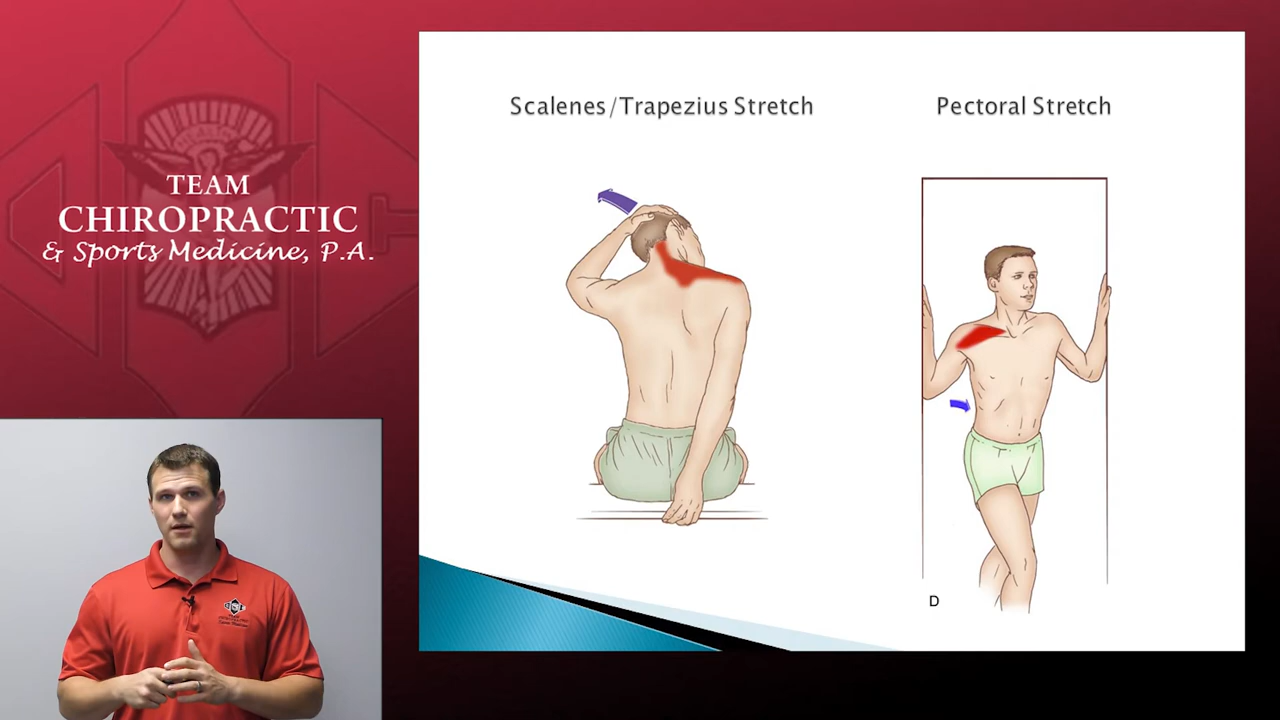 TEAM
CHIROPRACTIC
& Sports Medicine, P.A.
Scalenes/Trapezius Stretch
Pectoral Stretch
D